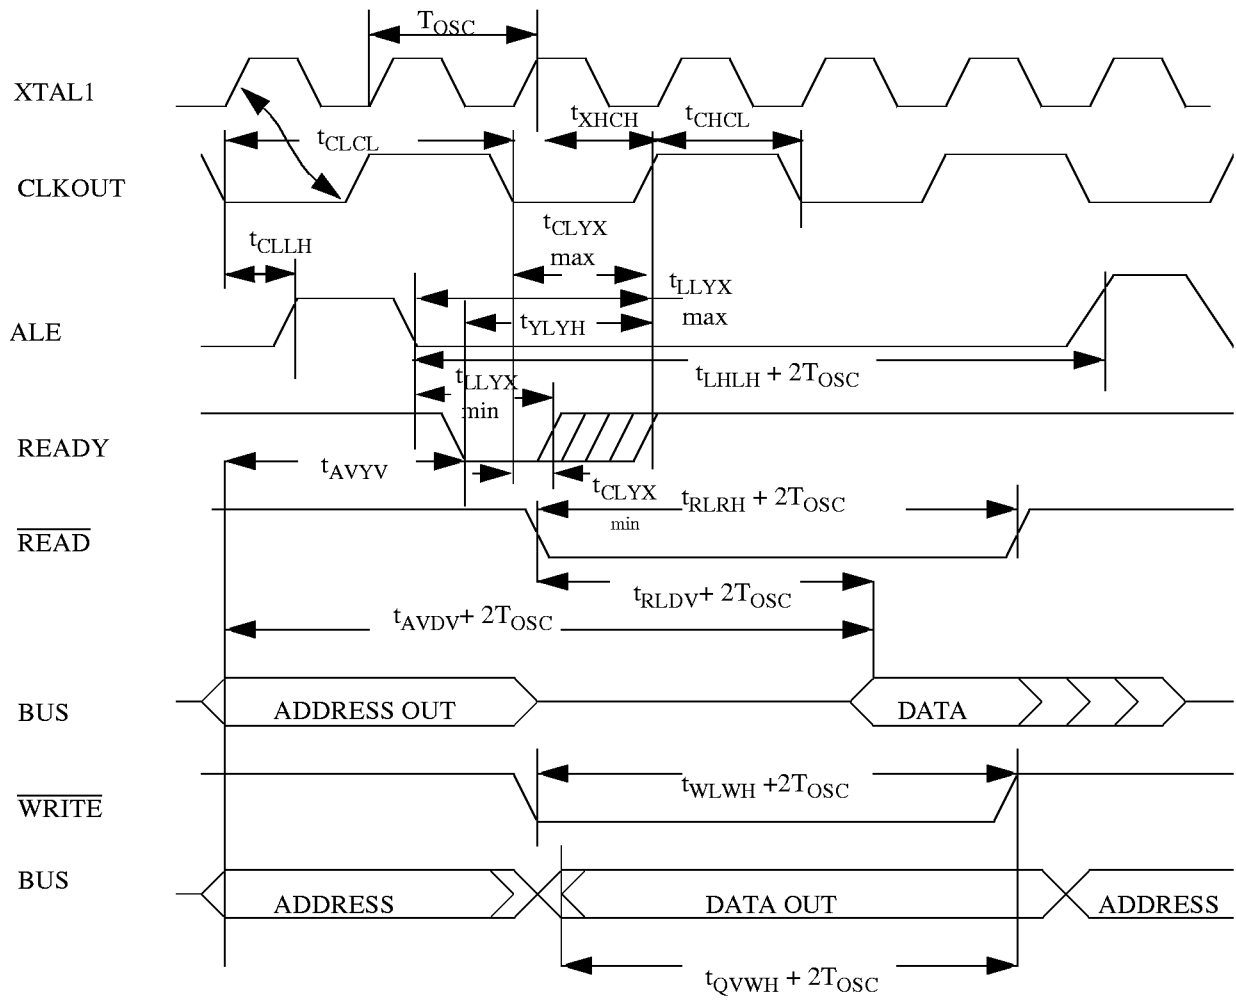 T_OSC
XTAL1
t_XHCH
t_CHCL
t_CLCL
CLKOUT
t_CLYX
max
t_CLLH
t_LLYX
max
ALE
t_YLYH
t_LHLH + 2T_OSC
t_LLYX
min
READY
t_AVYV
t_CLYX
min
t_RLRH + 2T_OSC
READ
t_RLDV+ 2T_OSC
t_AVDV+ 2T_OSC
BUS
ADDRESS OUT
DATA
t_WLWH +2T_OSC
WRITE
BUS
ADDRESS
DATA OUT
ADDRESS
t_QVWH + 2T_OSC